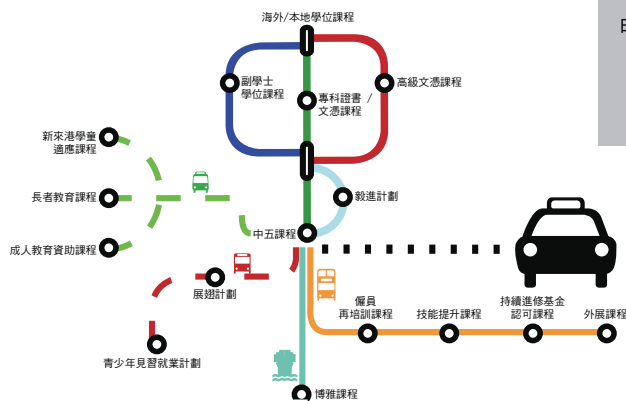 海外/本地學位課程
副學士
學位課程
專科證書 /
文憑課程
高級文憑課程
新來港學童
適應課程
長者教育課程
毅進計劃
中五課程
成人教育資助課程
展翅計劃
僱員
再培訓課程
技能提升課程
持續進修基金
認可課程
外展課程
青少年見習就業計劃
博雅課程